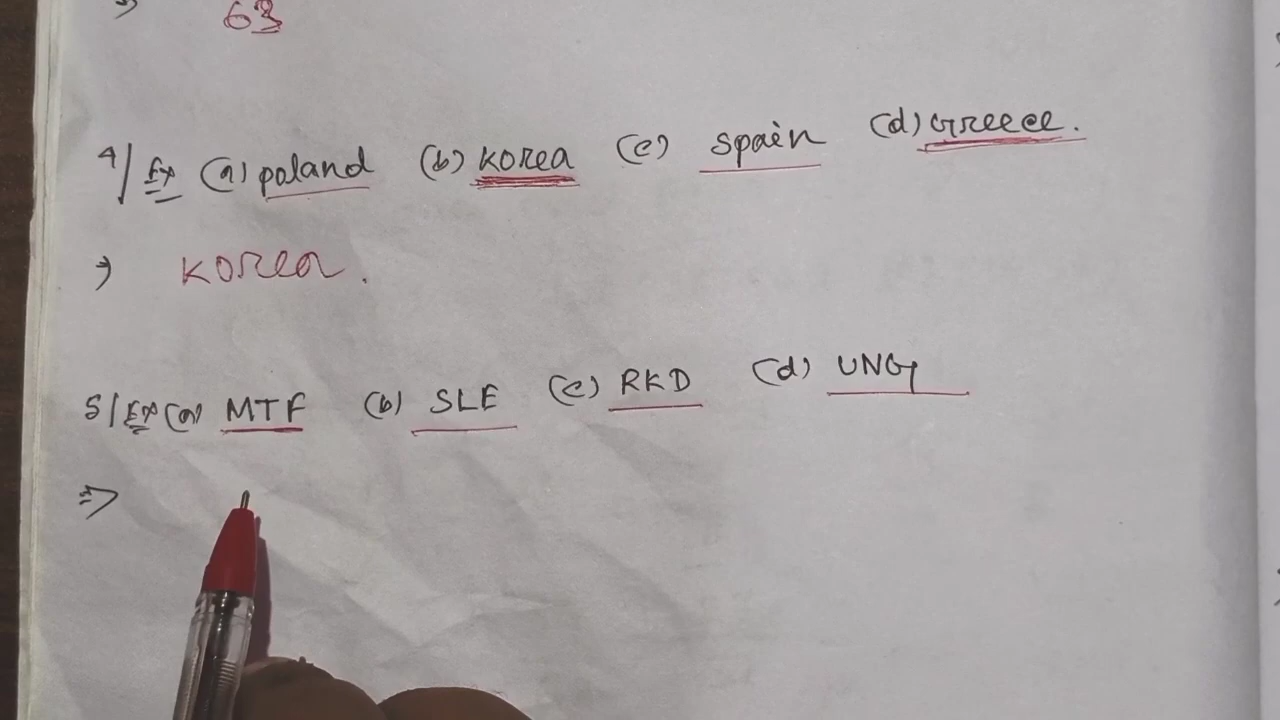 63
4/ Ex (a) poland (b) Korea (c) spain (d) Greece.
→ Korea.
5/ Ex (a) MTF (b) SLE (c) RKD (d) UNG
⇒